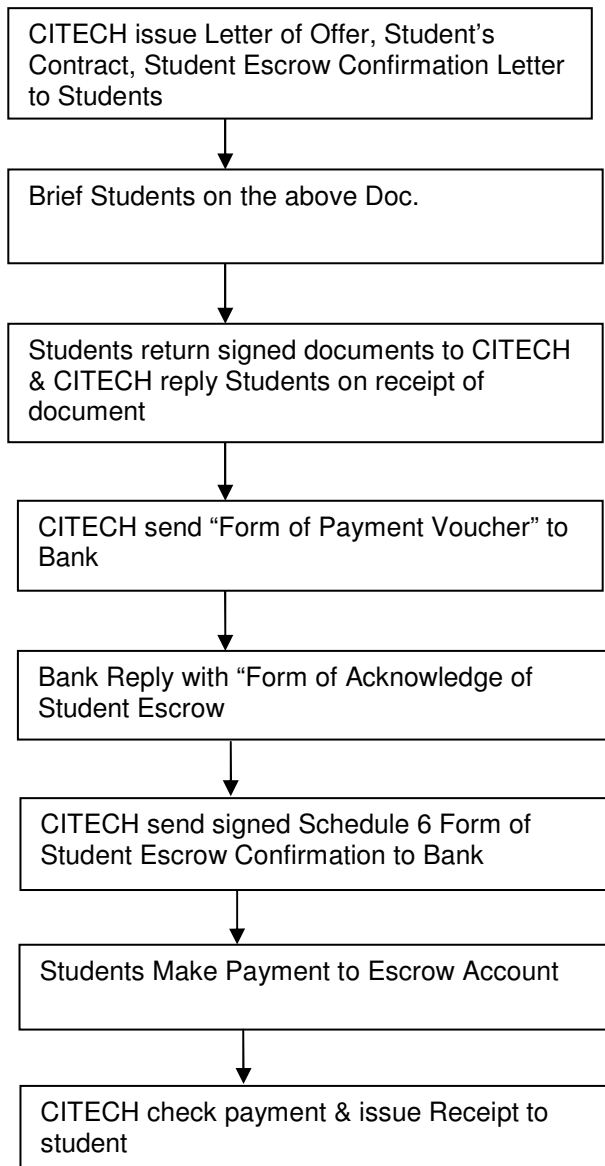 CITECH issue Letter of Offer, Student’s
Contract, Student Escrow Confirmation Letter
to Students
Brief Students on the above Doc.
Students return signed documents to CITECH
& CITECH reply Students on receipt of
document
CITECH send “Form of Payment Voucher” to
Bank
Bank Reply with “Form of Acknowledge of
Student Escrow
CITECH send signed Schedule 6 Form of
Student Escrow Confirmation to Bank
Students Make Payment to Escrow Account
CITECH check payment & issue Receipt to
student